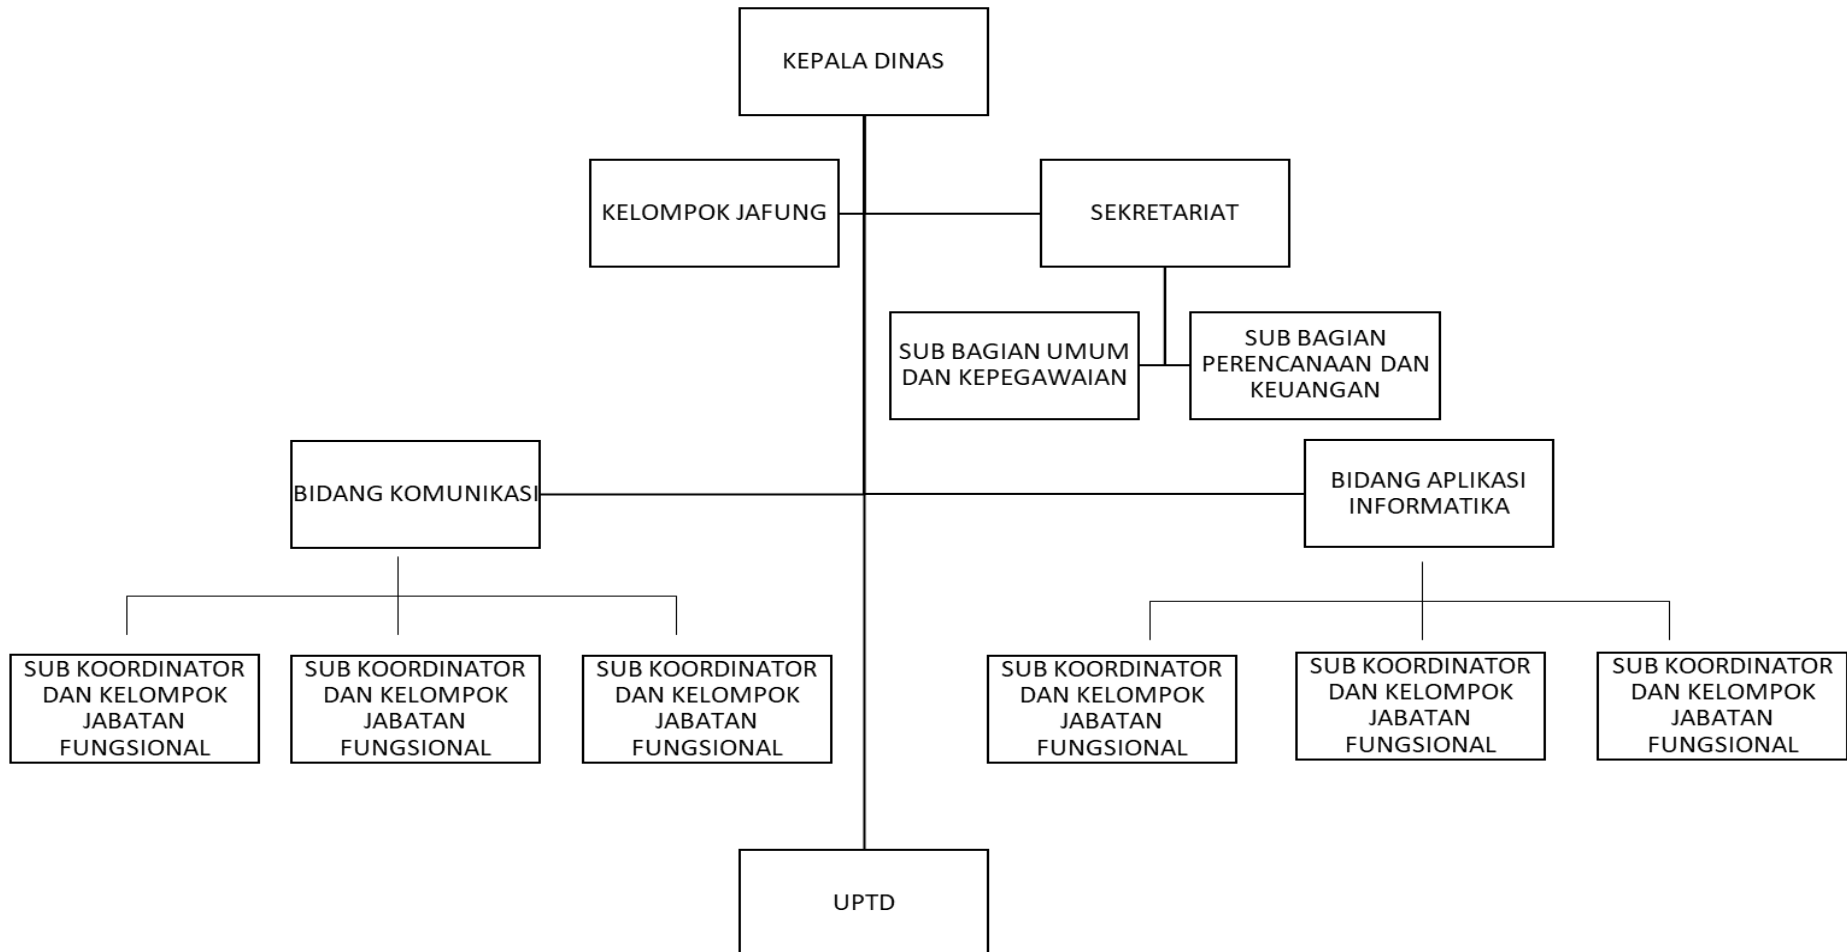 KEPALA DINAS
KELOMPOK JAFUNG
SEKRETARIAT
SUB BAGIAN UMUM
DAN KEPEGAWAIAN
SUB BAGIAN
PERENCANAAN DAN
KEUANGAN
BIDANG KOMUNIKASI
BIDANG APLIKASI
INFORMATIKA
SUB KOORDINATOR
DAN KELOMPOK
JABATAN
FUNGSIONAL
SUB KOORDINATOR
DAN KELOMPOK
JABATAN
FUNGSIONAL
SUB KOORDINATOR
DAN KELOMPOK
JABATAN
FUNGSIONAL
SUB KOORDINATOR
DAN KELOMPOK
JABATAN
FUNGSIONAL
SUB KOORDINATOR
DAN KELOMPOK
JABATAN
FUNGSIONAL
SUB KOORDINATOR
DAN KELOMPOK
JABATAN
FUNGSIONAL
UPTD